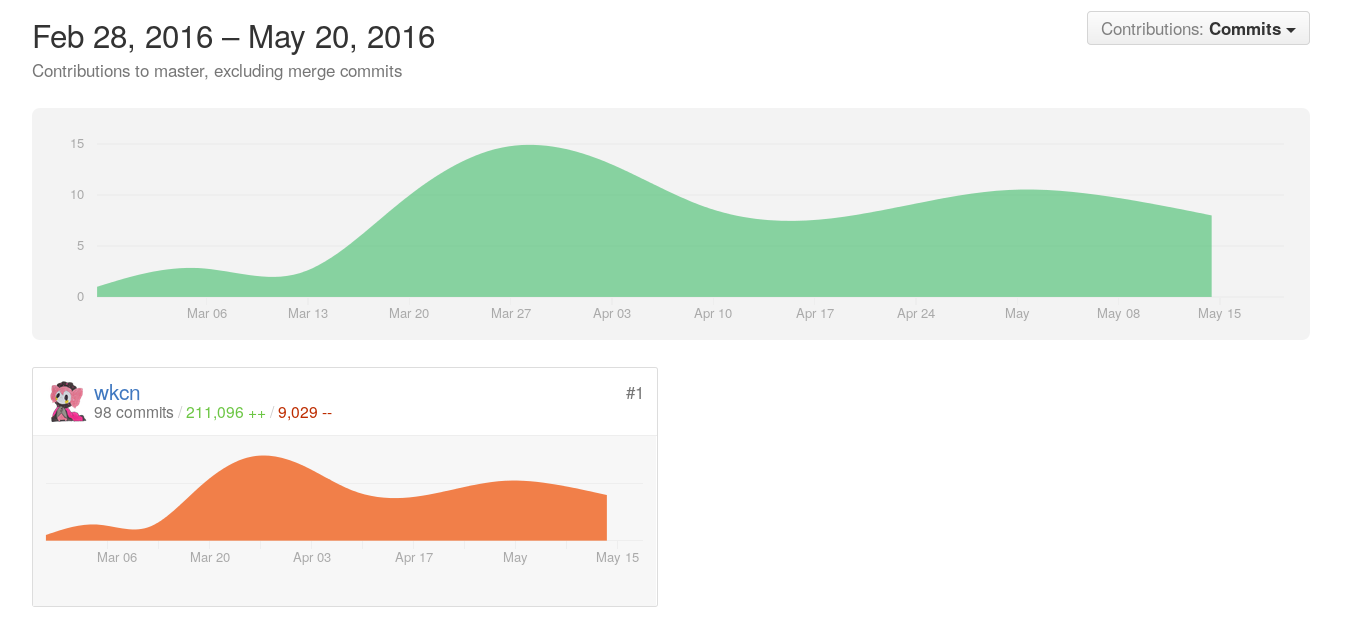 Feb 28, 2016 – May 20, 2016
Contributions: Commits
Contributions to master, excluding merge commits
15
10
5
0
Mar 06 Mar 13 Mar 20 Mar 27 Apr 03 Apr 10 Apr 17 Apr 24 May May 08 May 15
wkcn #1
98 commits / 211,096 ++ / 9,029 --
Mar 06 Mar 20 Apr 03 Apr 17 May May 15